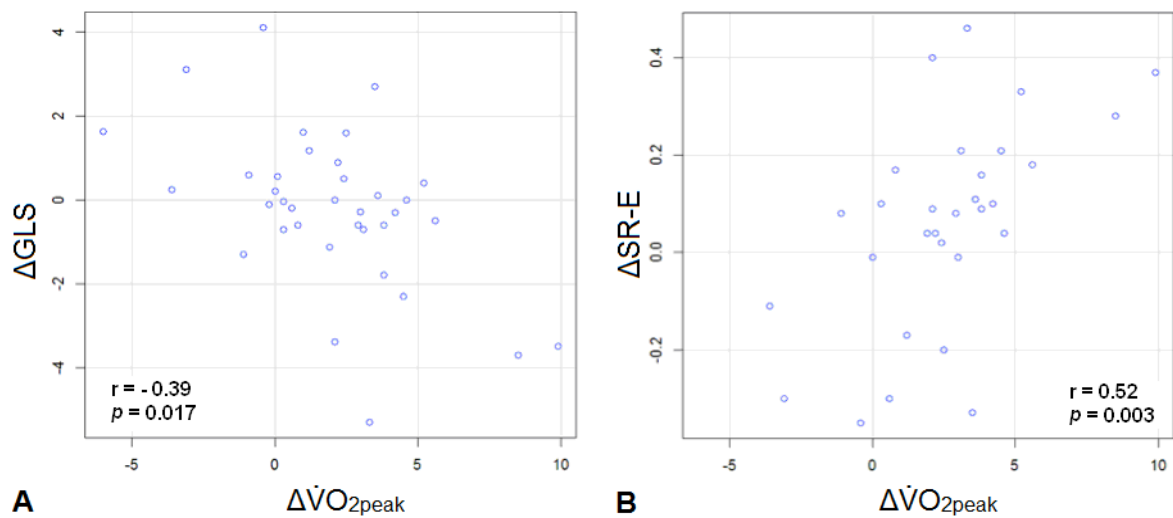 4
2
0
-2
-4
ΔGLS
r = - 0.39
p = 0.017
-5
0
5
10
A
ΔV̇O2peak
0.4
0.2
0.0
-0.2
ΔSR-E
r = 0.52
p = 0.003
-5
0
5
10
B
ΔV̇O2peak